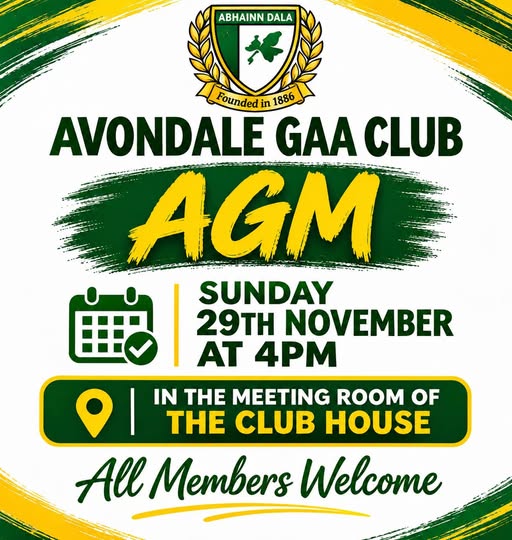 ABHAINN DALA
Founded in 1886
AVONDALE GAA CLUB
AGM
SUNDAY
29TH NOVEMBER
AT 4PM
IN THE MEETING ROOM OF
THE CLUB HOUSE
All Members Welcome